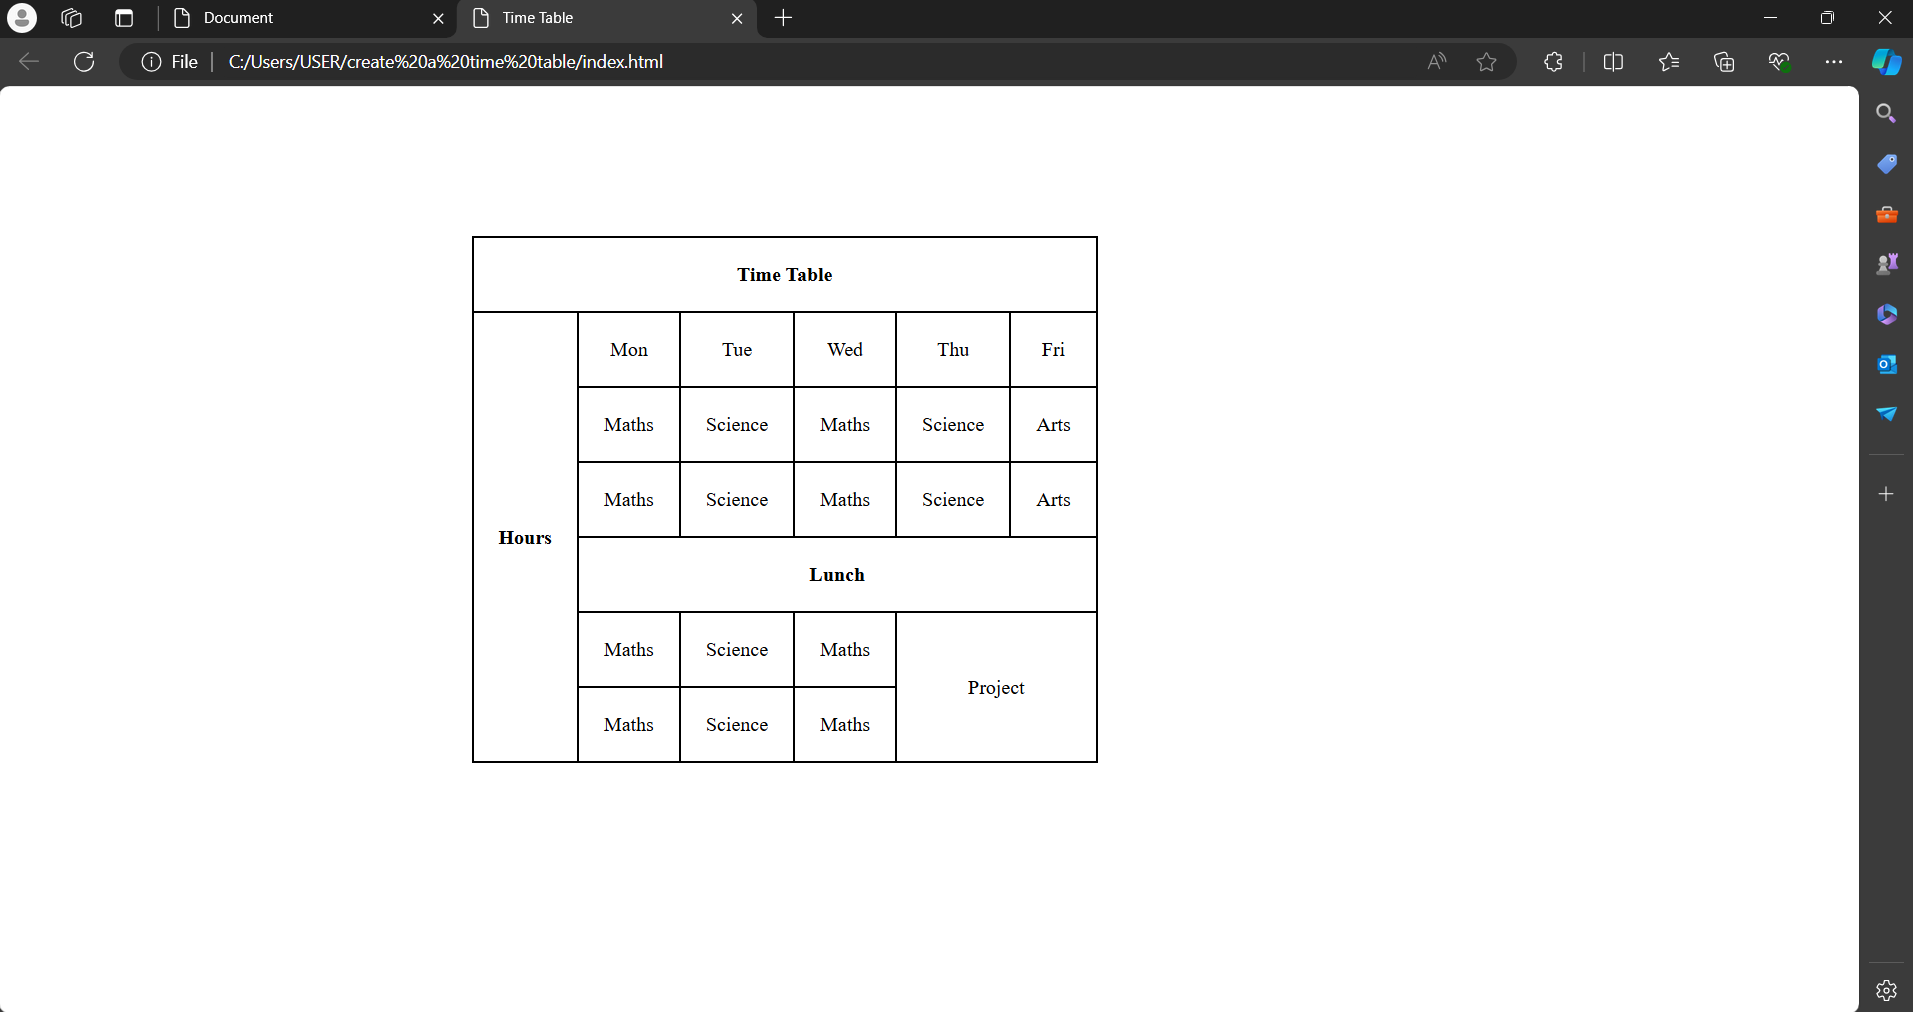 Document
Time Table
File
C:/Users/USER/create%20a%20time%20table/index.html
Time Table
Mon Tue Wed Thu Fri
Maths Science Maths Science Arts
Maths Science Maths Science Arts
Hours
Lunch
Maths Science Maths
Project
Maths Science Maths